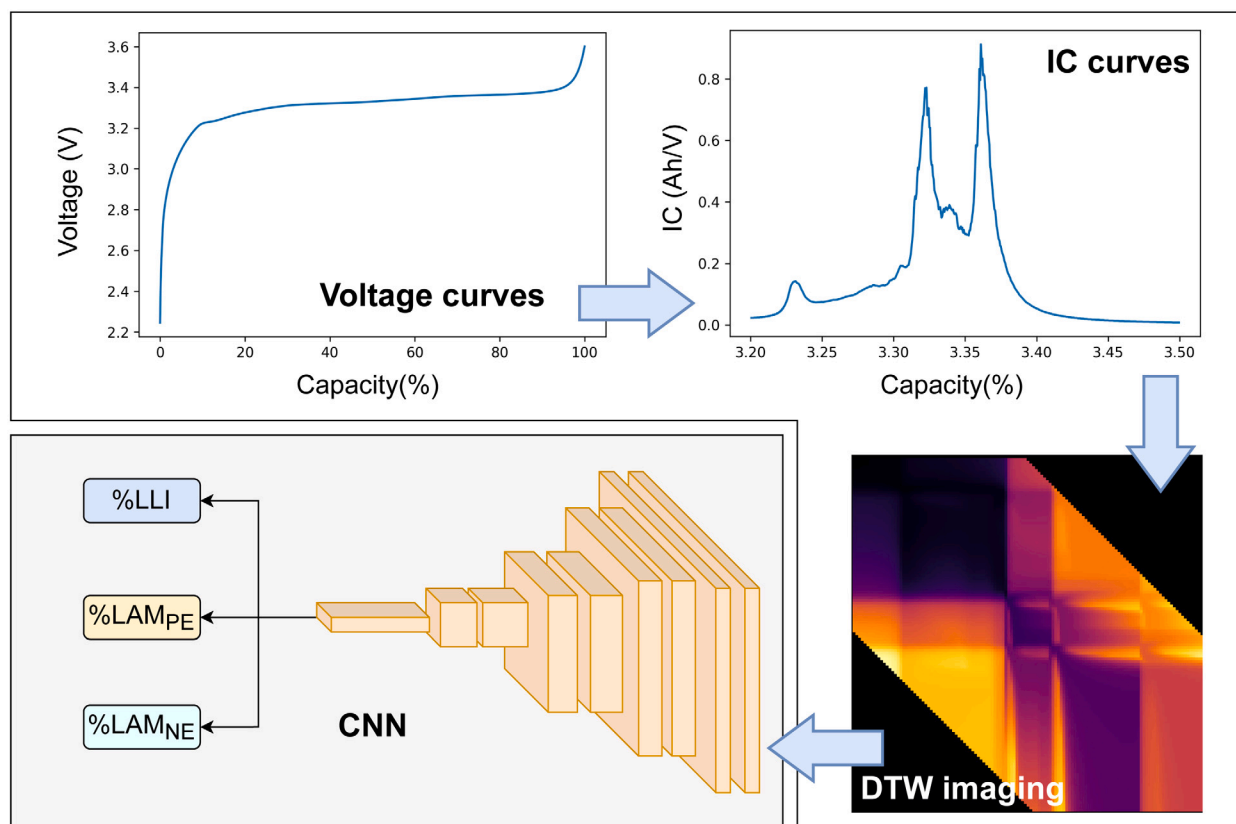 3.6
3.4
3.2
3.0
2.8
2.6
2.4
2.2
Voltage (V)
0
20
40
60
80
100
Capacity(%)
Voltage curves
0.8
0.6
0.4
0.2
0.0
IC (Ah/V)
3.20
3.25
3.30
3.35
3.40
3.45
3.50
Capacity(%)
IC curves
%LLI
%LAMPE
%LAMNE
CNN
DTW imaging